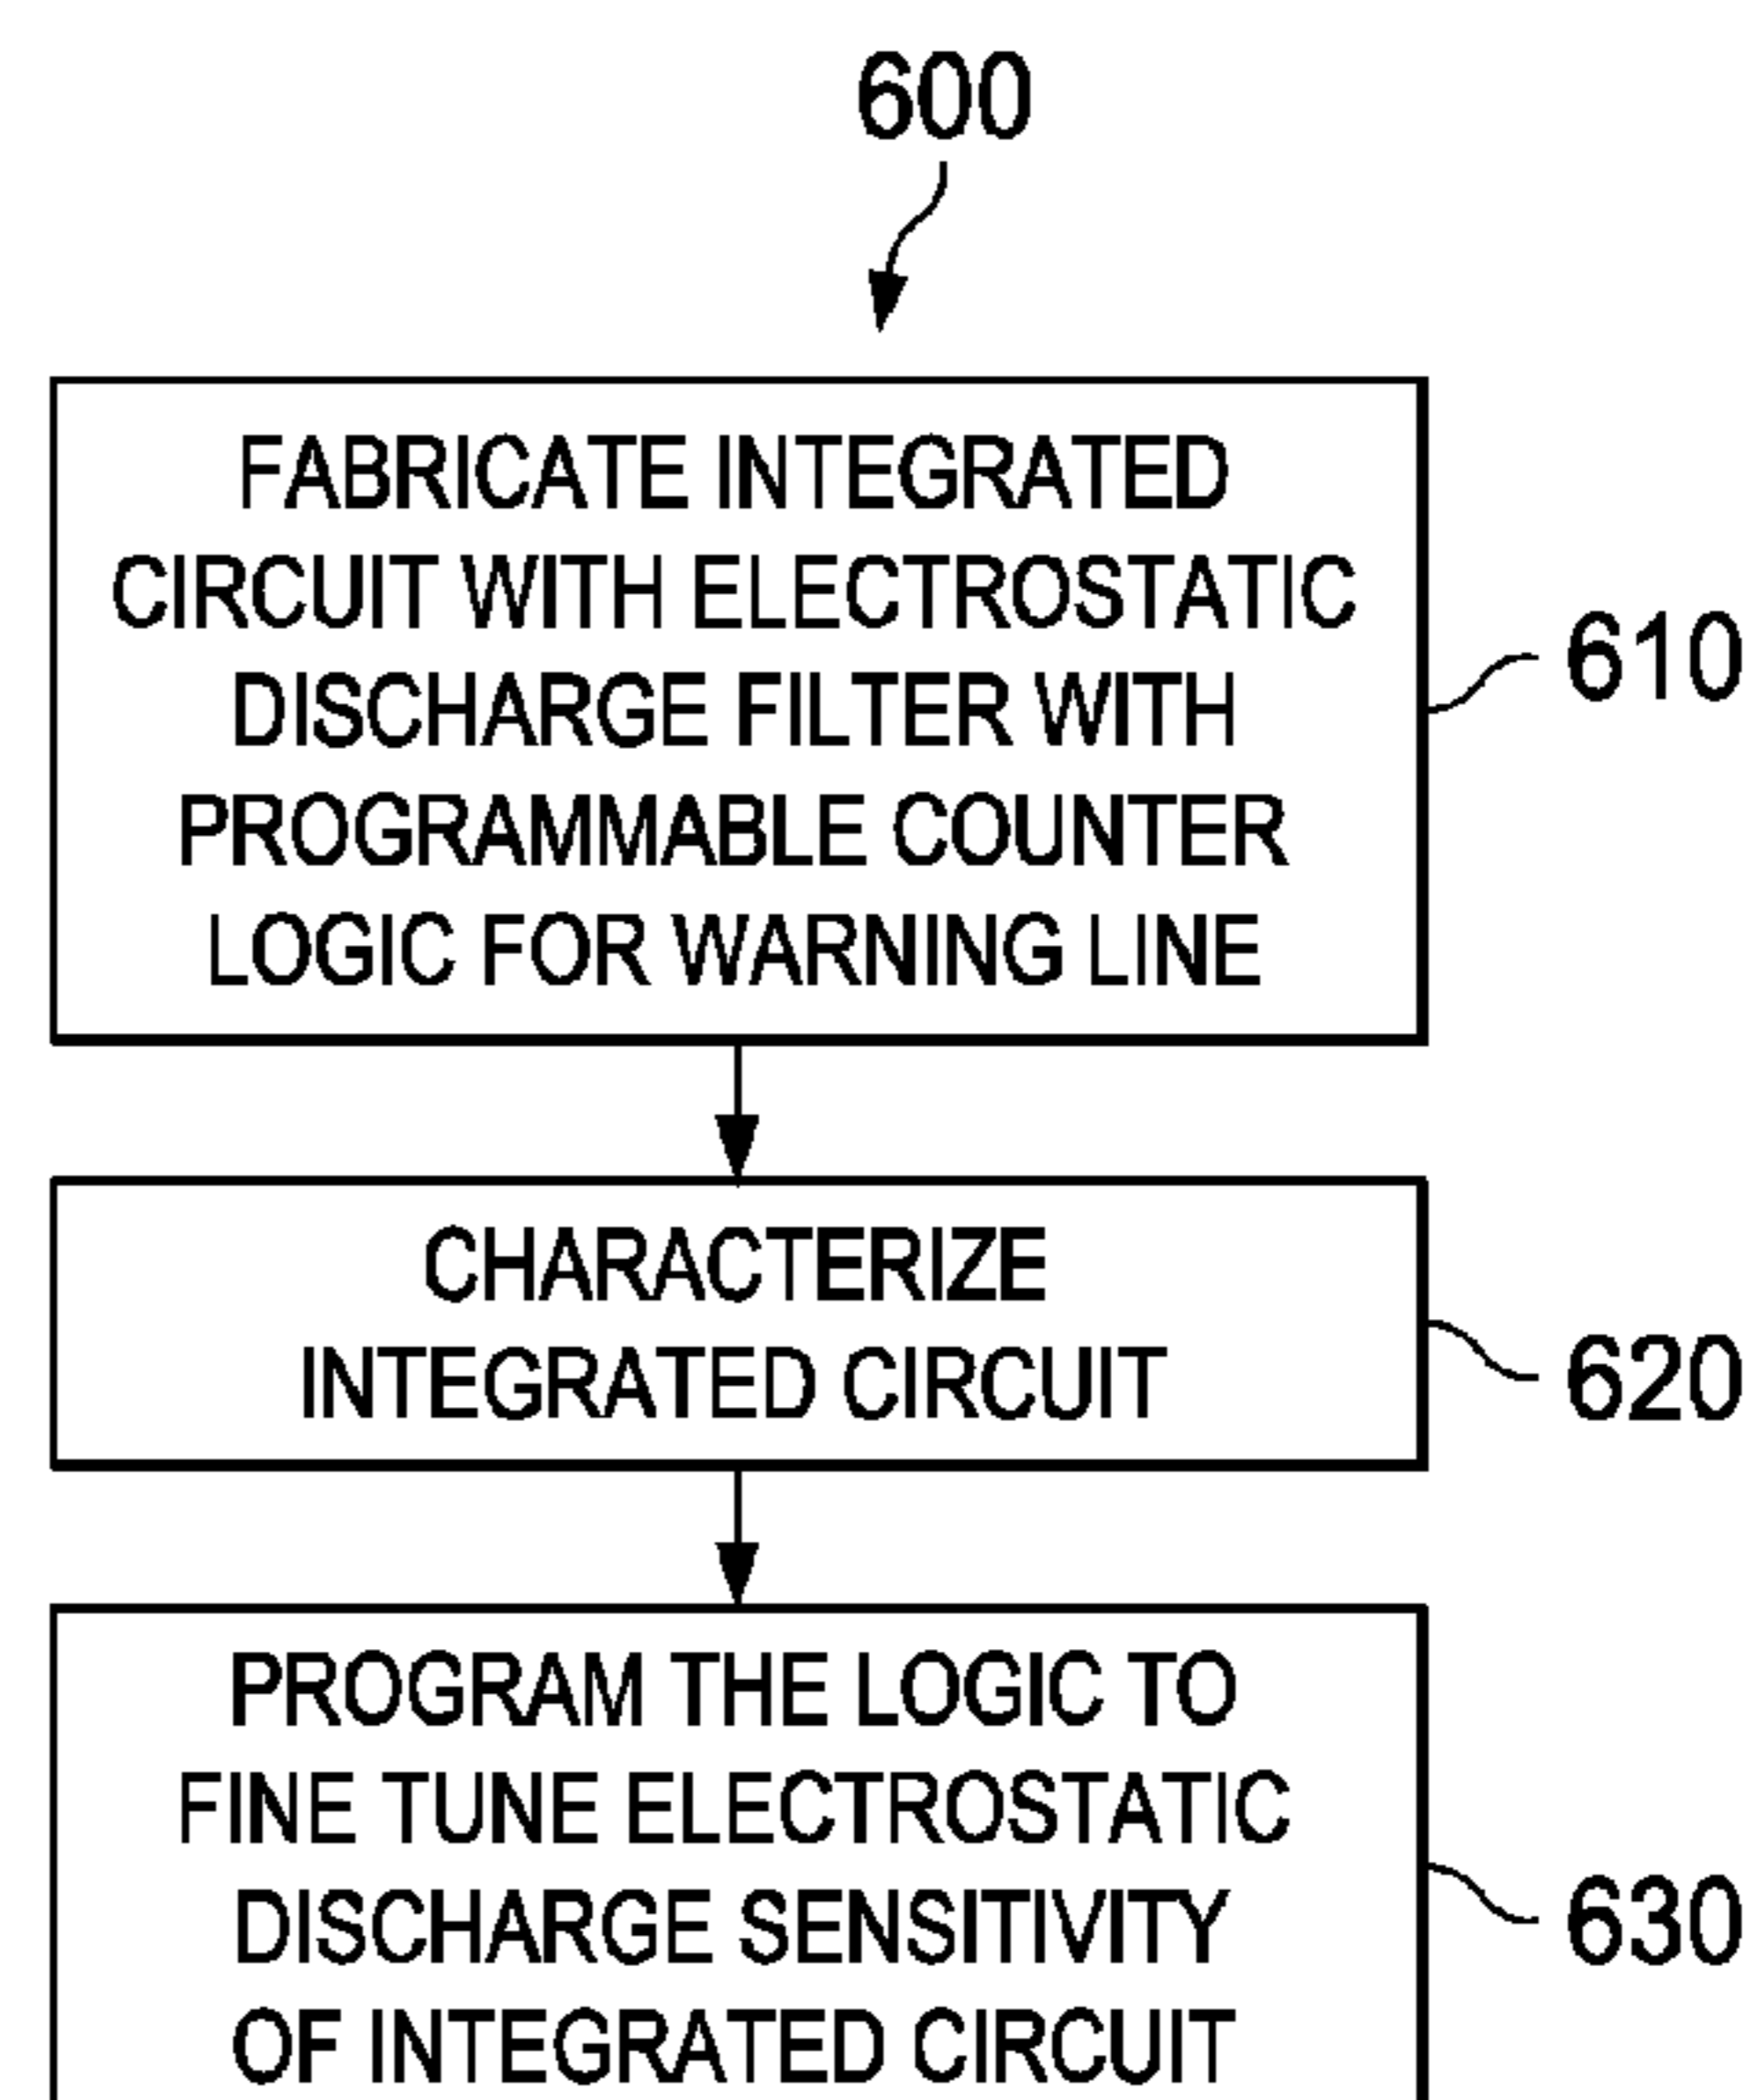 600
FABRICATE INTEGRATED
CIRCUIT WITH ELECTROSTATIC
DISCHARGE FILTER WITH
PROGRAMMABLE COUNTER
LOGIC FOR WARNING LINE
610
CHARACTERIZE
INTEGRATED CIRCUIT
620
PROGRAM THE LOGIC TO
FINE TUNE ELECTROSTATIC
DISCHARGE SENSITIVITY
OF INTEGRATED CIRCUIT
630